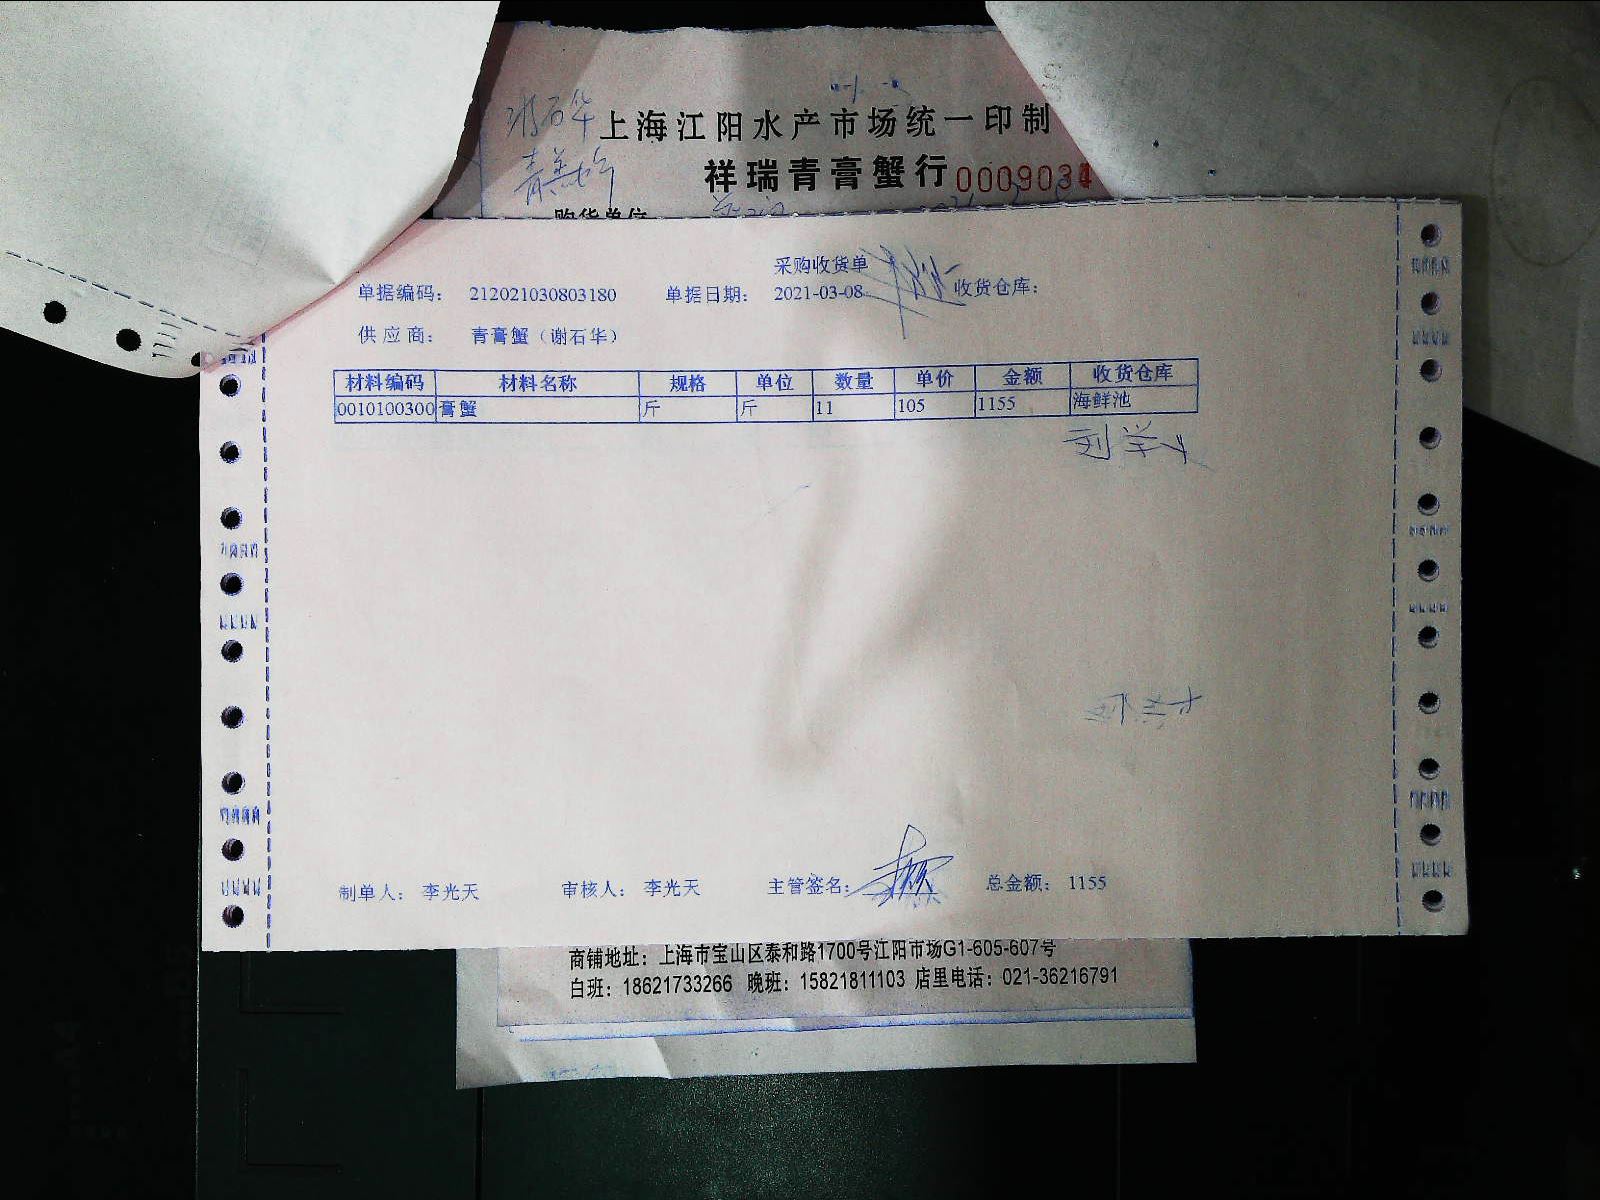 上海江阳水产市场统一印制
祥瑞青膏蟹行 0009034
购货单位
采购收货单
单据编码: 212021030803180 单据日期: 2021-03-08 收货仓库:
供应商: 青膏蟹（谢石华）
材料编码 材料名称 规格 单位 数量 单价 金额 收货仓库
0010100300 膏蟹 斤 斤 11 105 1155 海鲜池
制单人: 李光天 审核人: 李光天 主管签名: 总金额: 1155
商铺地址: 上海市宝山区泰和路1700号江阳市场G1-605-607号
白班: 18621733266 晚班: 15821811103 店里电话: 021-36216791